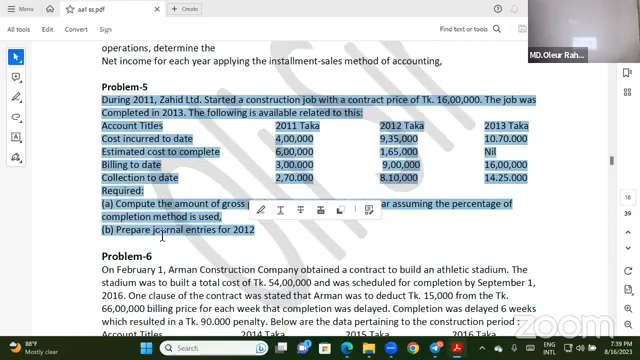 Menu
aa1 ss.pdf
Create
All tools Edit Convert Sign
Find text or tools
MD.Oleur Rah...
operations, determine the
Net income for each year applying the installment-sales method of accounting,
Problem-5
During 2011, Zahid Ltd. Started a construction job with a contract price of Tk. 16,00,000. The job was
Completed in 2013. The following is available related to this:
Account Titles 2011 Taka 2012 Taka 2013 Taka
Cost incurred to date 4,00,000 9,35,000 10.70.000
Estimated cost to complete 6,00,000 1,65,000 Nil
Billing to date 3,00.000 9,00,000 16,00,000
Collection to date 2,70.000 8.10,000 14.25.000
Required:
(a) Compute the amount of gross ar assuming the percentage of
completion method is used,
(b) Prepare journal entries for 2012
Problem-6
On February 1, Arman Construction Company obtained a contract to build an athletic stadium. The
stadium was to built a total cost of Tk. 54,00,000 and was scheduled for completion by September 1,
2016. One clause of the contract was stated that Arman was to deduct Tk. 15,000 from the Tk.
66,00,000 billing price for each week that completion was delayed. Completion was delayed 6 weeks
which resulted in a Tk. 90.000 penalty. Below are the data pertaining to the construction period :
Account Titles 2014 Taka 2015 Taka 2016 Taka
16
39
zoom
88°F
Mostly clear
Search
ENG
INTL
7:39 PM
8/16/2023